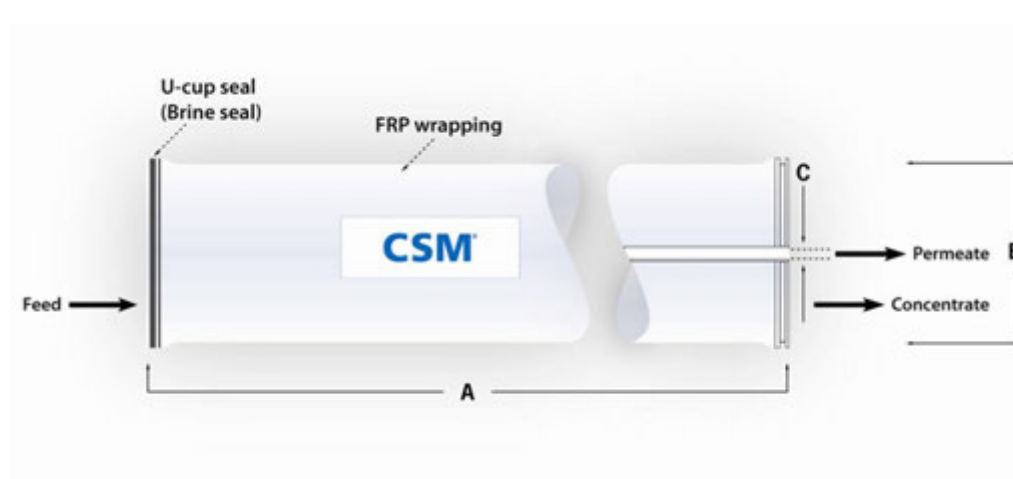 U-cup seal
(Brine seal)
FRP wrapping
C
CSM
Permeate
Feed
Concentrate
A